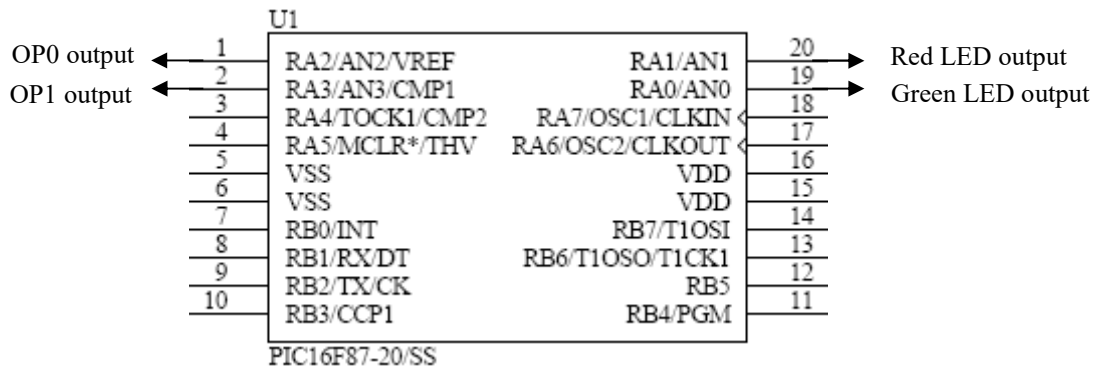 U1
OP0 output 1 RA2/AN2/VREF RA1/AN1 20 Red LED output
OP1 output 2 RA3/AN3/CMP1 RA0/AN0 19 Green LED output
3 RA4/TOCK1/CMP2 RA7/OSC1/CLKIN 18
4 RA5/MCLR*/THV RA6/OSC2/CLKOUT 17
5 VSS VDD 16
6 VSS VDD 15
7 RB0/INT RB7/T1OSI 14
8 RB1/RX/DT RB6/T1OSO/T1CK1 13
9 RB2/TX/CK RB5 12
10 RB3/CCP1 RB4/PGM 11
PIC16F87-20/SS